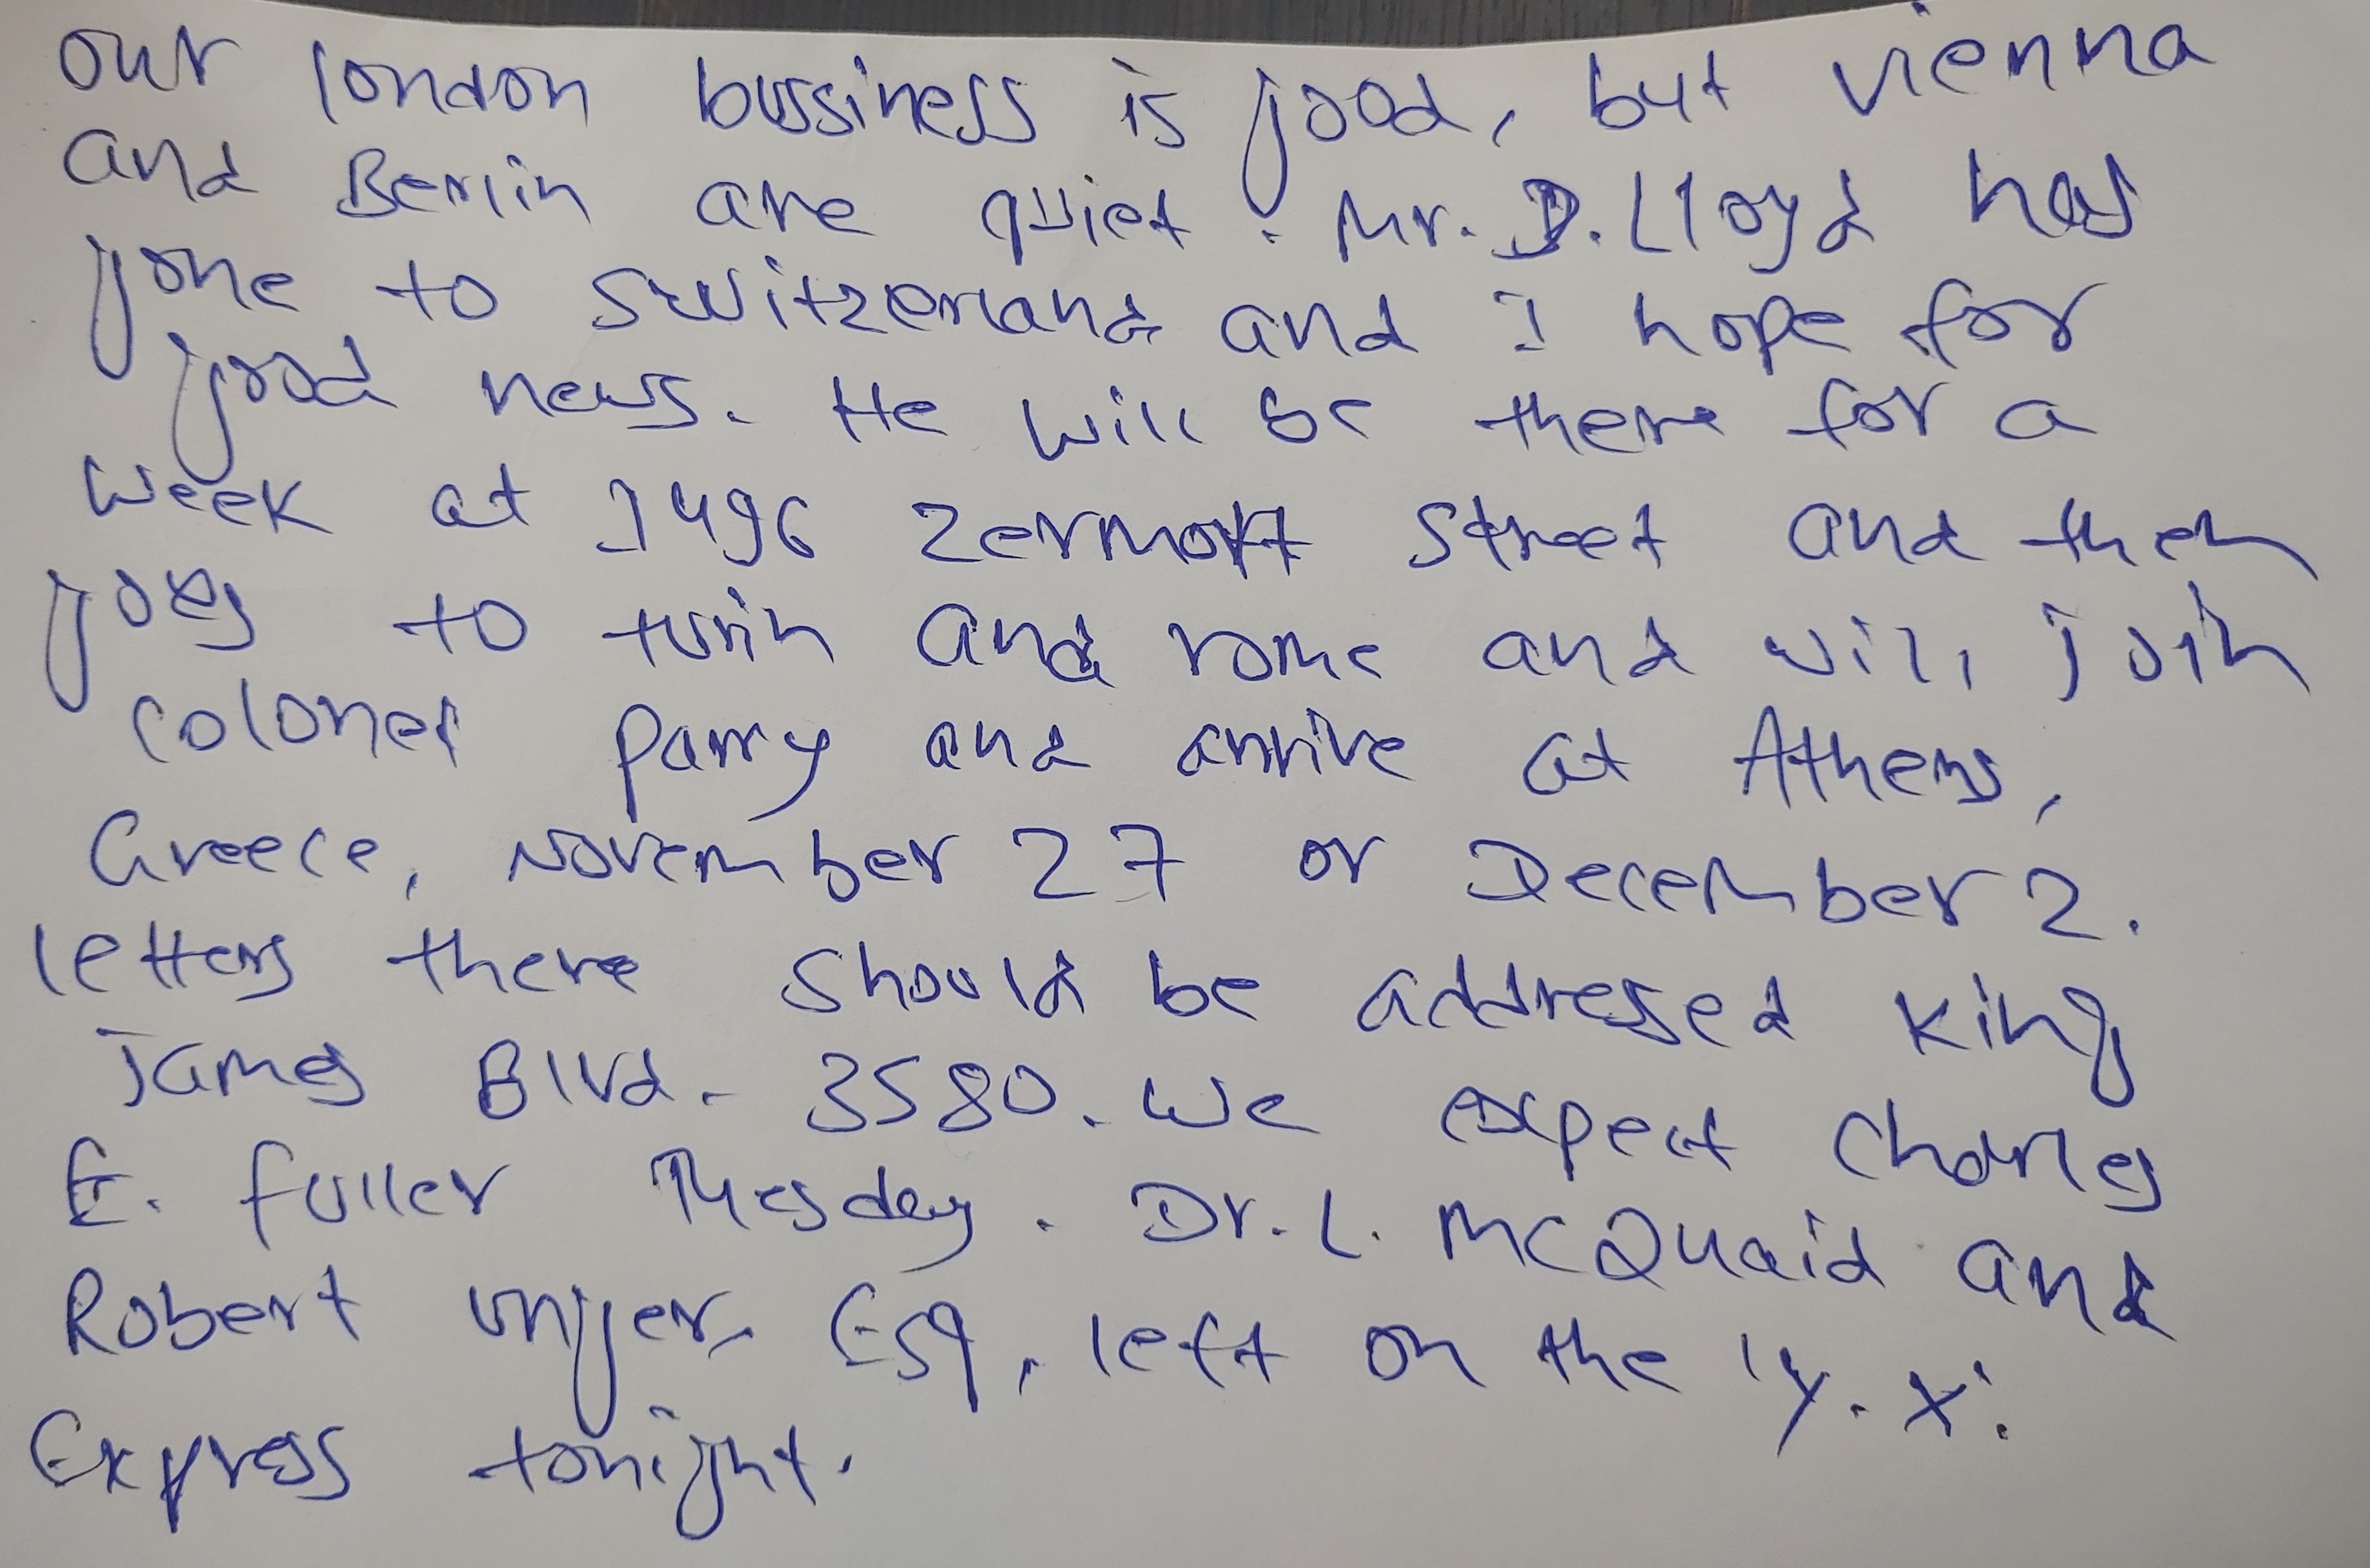 our london bussiness is good, but vienna
and Berlin are quiet. Mr. D. Lloyd has
gone to switzerland and I hope for
good news. He will be there for a
week at 1496 zermott street and then
goes to turin and rome and will join
colonel parry and arrive at Athens,
Greece, November 27 or December 2.
letters there should be addressed King
James Blvd. 3580. We expect Charles
E. fuller Tuesday. Dr. L. McQuaid and
Robert unger, Esq., left on the 'y. X'.
Express tonight.